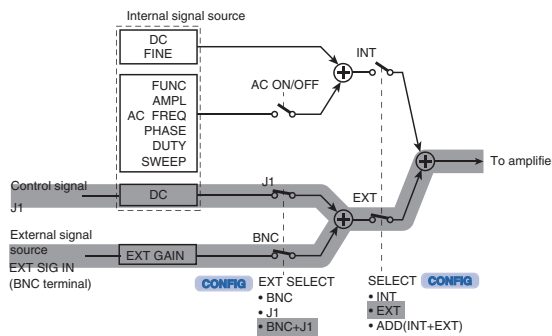 Internal signal source
DC
FINE
INT
FUNC
AMPL
AC FREQ
PHASE
DUTY
SWEEP
AC ON/OFF
To amplifie
Control signal
J1
DC
J1
EXT
External signal
source
EXT SIG IN
(BNC terminal)
EXT GAIN
BNC
CONFIG
EXT SELECT
• BNC
• J1
• BNC+J1
SELECT CONFIG
• INT
• EXT
• ADD(INT+EXT)